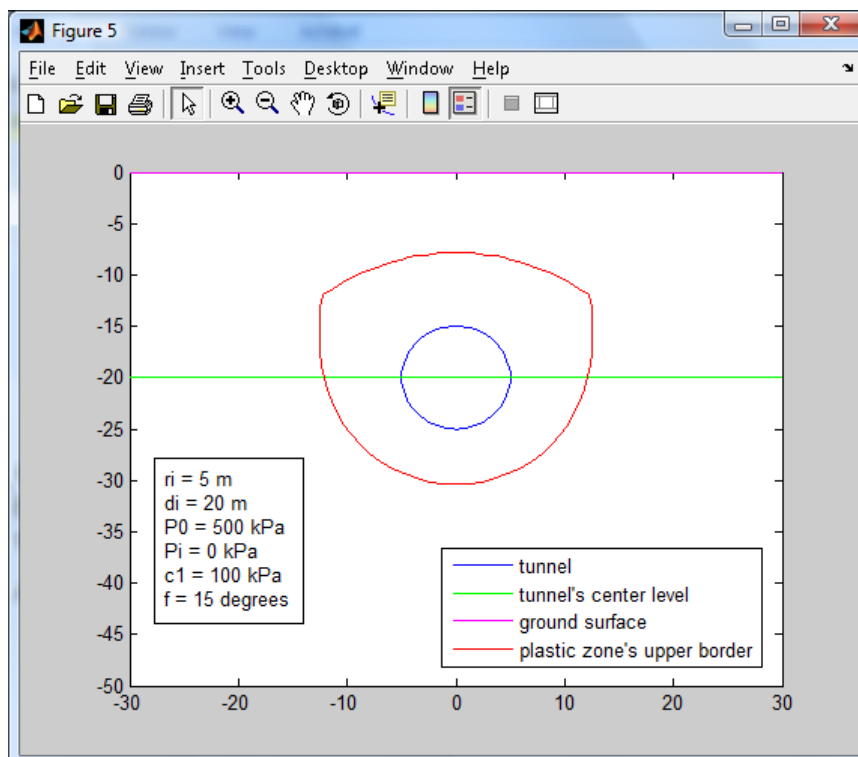 Figure 5
File Edit View Insert Tools Desktop Window Help
0
-5
-10
-15
-20
-25
-30
-35
-40
-45
-50
ri = 5 m
di = 20 m
P0 = 500 kPa
Pi = 0 kPa
c1 = 100 kPa
f = 15 degrees
tunnel
tunnel's center level
ground surface
plastic zone's upper border
-30 -20 -10 0 10 20 30